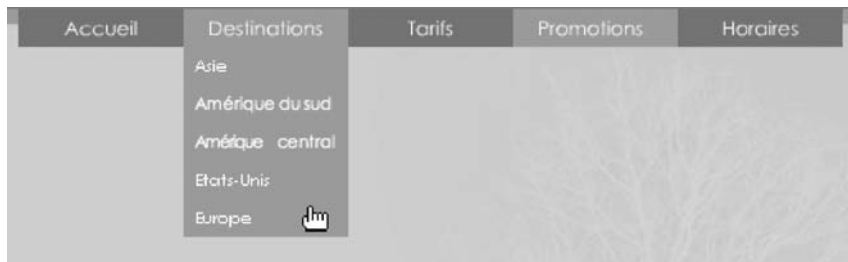 Accueil Destinations Tarifs Promotions Horaires
Asie
Amérique du sud
Amérique central
Etats-Unis
Europe